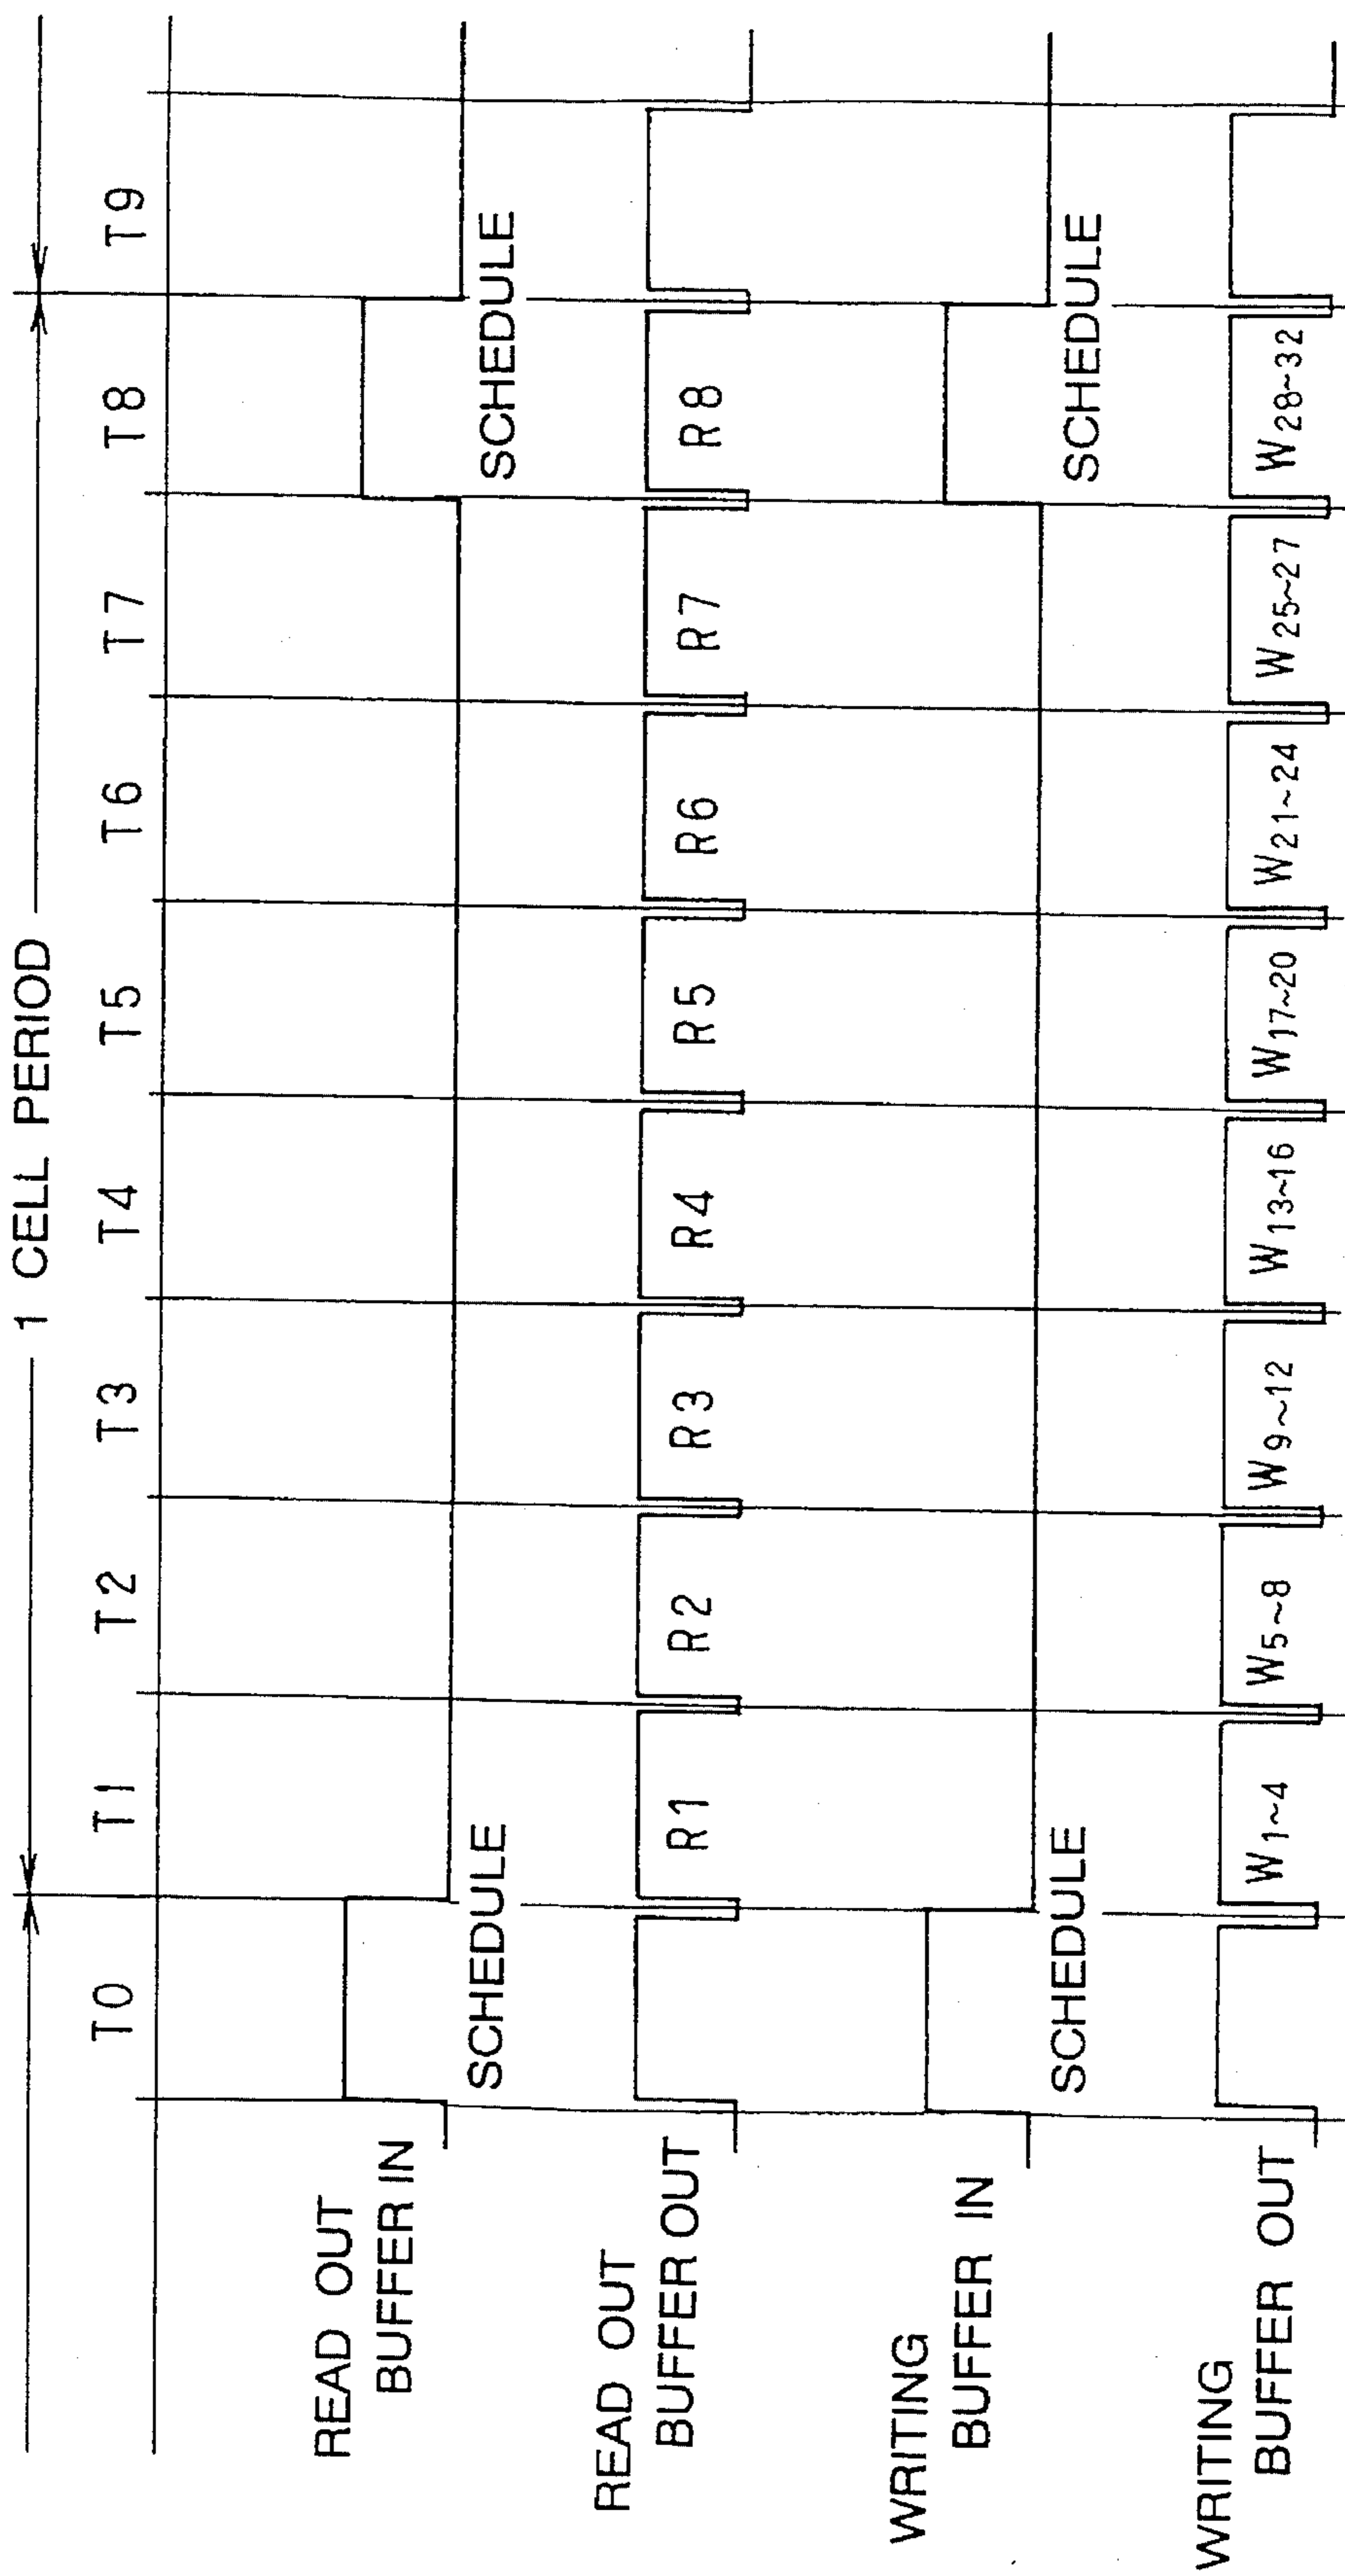 1 CELL PERIOD
T0 T1 T2 T3 T4 T5 T6 T7 T8 T9
READ OUT
BUFFER IN
SCHEDULE SCHEDULE
READ OUT
BUFFER OUT
R1 R2 R3 R4 R5 R6 R7 R8
WRITING
BUFFER IN
SCHEDULE SCHEDULE
WRITING
BUFFER OUT
W1~4 W5~8 W9~12 W13~16 W17~20 W21~24 W25~27 W28~32